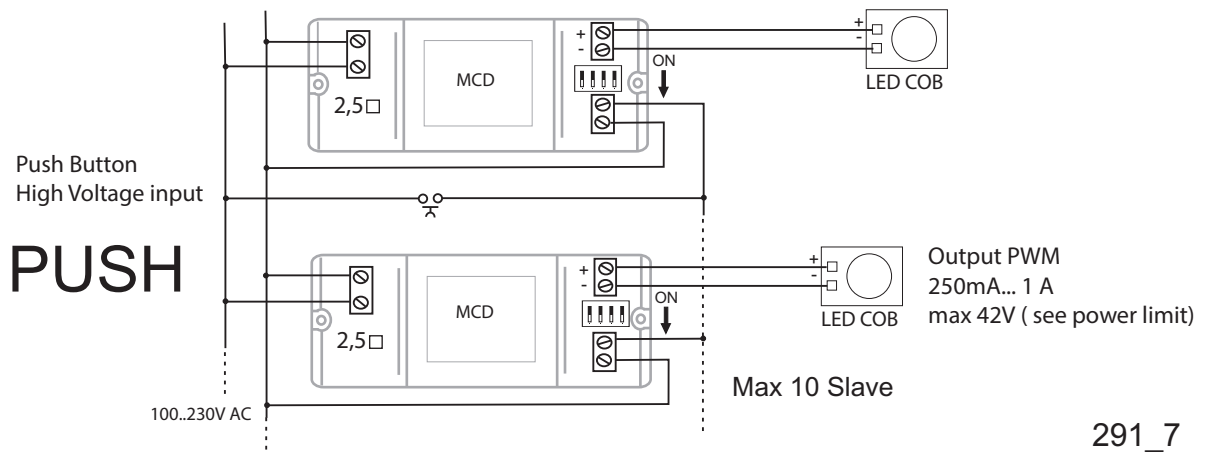 MCD
2,5□
+
-
ON
+
-
LED COB
Push Button
High Voltage input
PUSH
MCD
2,5□
+
-
ON
+
-
LED COB
Output PWM
250mA... 1 A
max 42V ( see power limit)
Max 10 Slave
100..230V AC
291_7